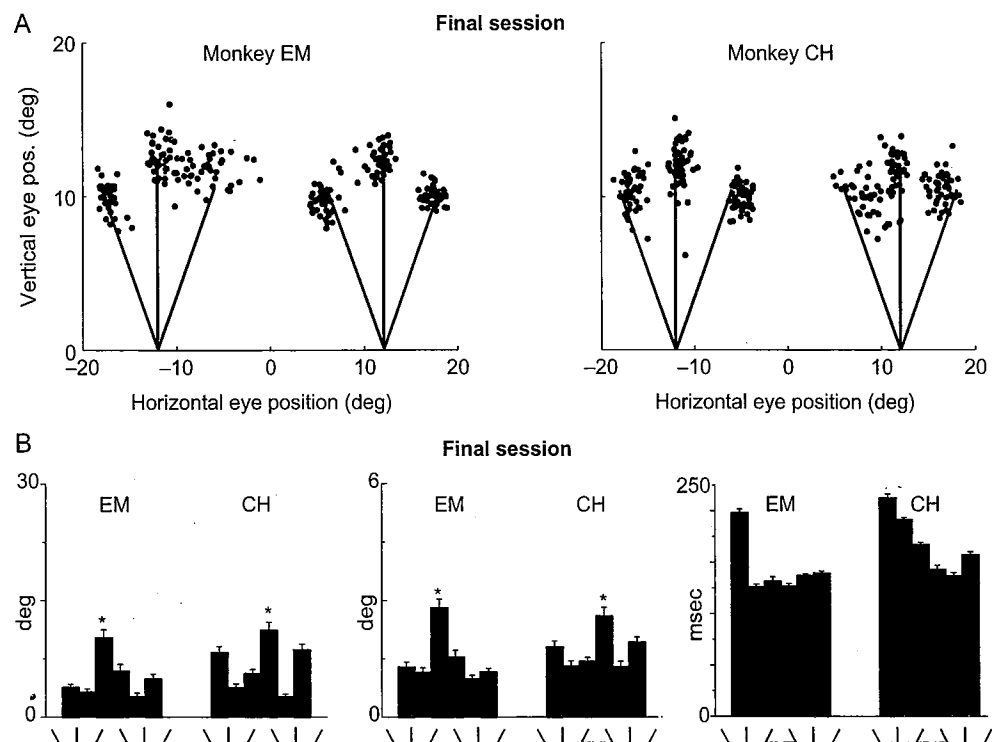 A
Final session
20
Monkey EM
Monkey CH
Vertical eye pos. (deg)
10
0
–20 –10 0 10 20
–20 –10 0 10 20
Horizontal eye position (deg)
Horizontal eye position (deg)
B
Final session
30
EM
CH
deg
*
*
0
6
EM
CH
deg
*
*
0
250
EM
CH
msec
0